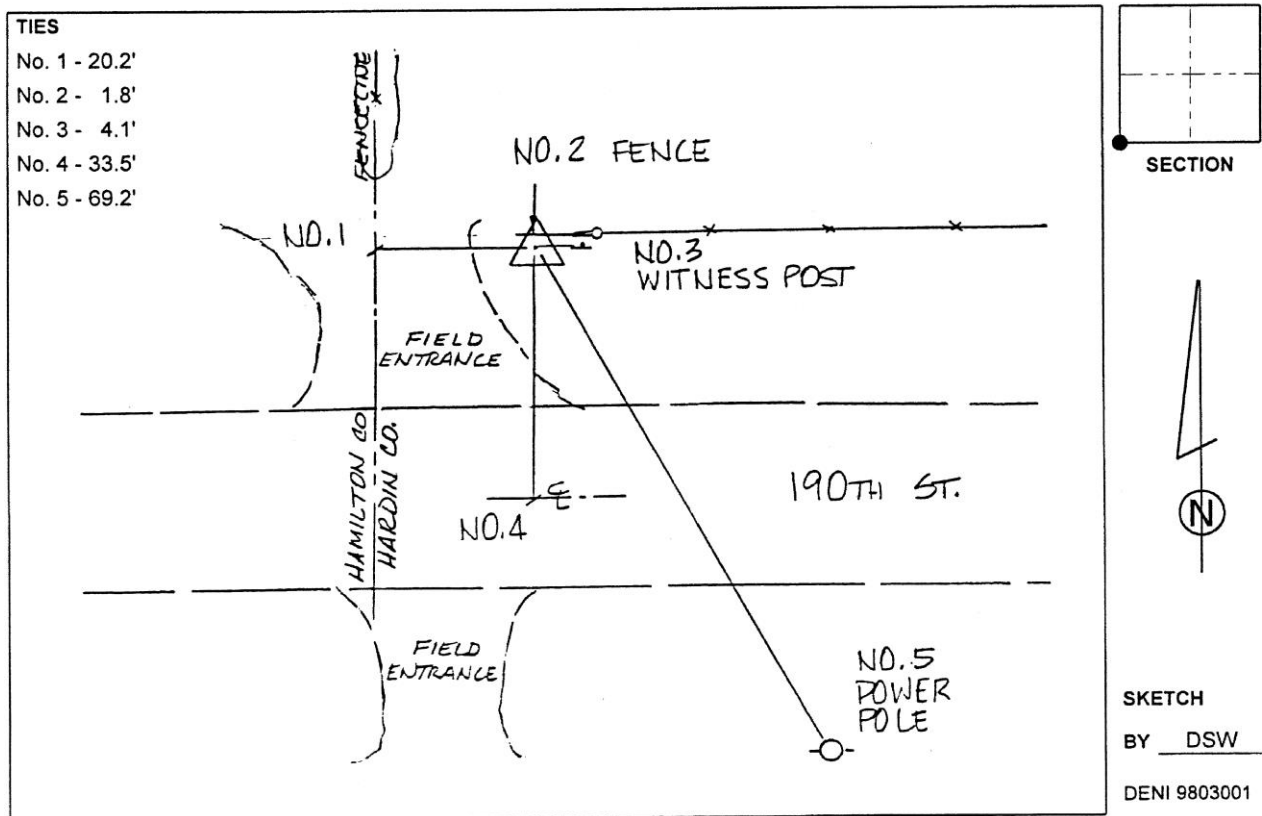 TIES
No. 1 - 20.2'
No. 2 - 1.8'
No. 3 - 4.1'
No. 4 - 33.5'
No. 5 - 69.2'
FENCELINE
NO. 2 FENCE
NO. 1
NO. 3
WITNESS POST
FIELD
ENTRANCE
HAMILTON CO
HARDIN CO.
190TH ST.
℄
NO. 4
FIELD
ENTRANCE
NO. 5
POWER
POLE
SECTION
N
SKETCH
BY DSW
DENI 9803001